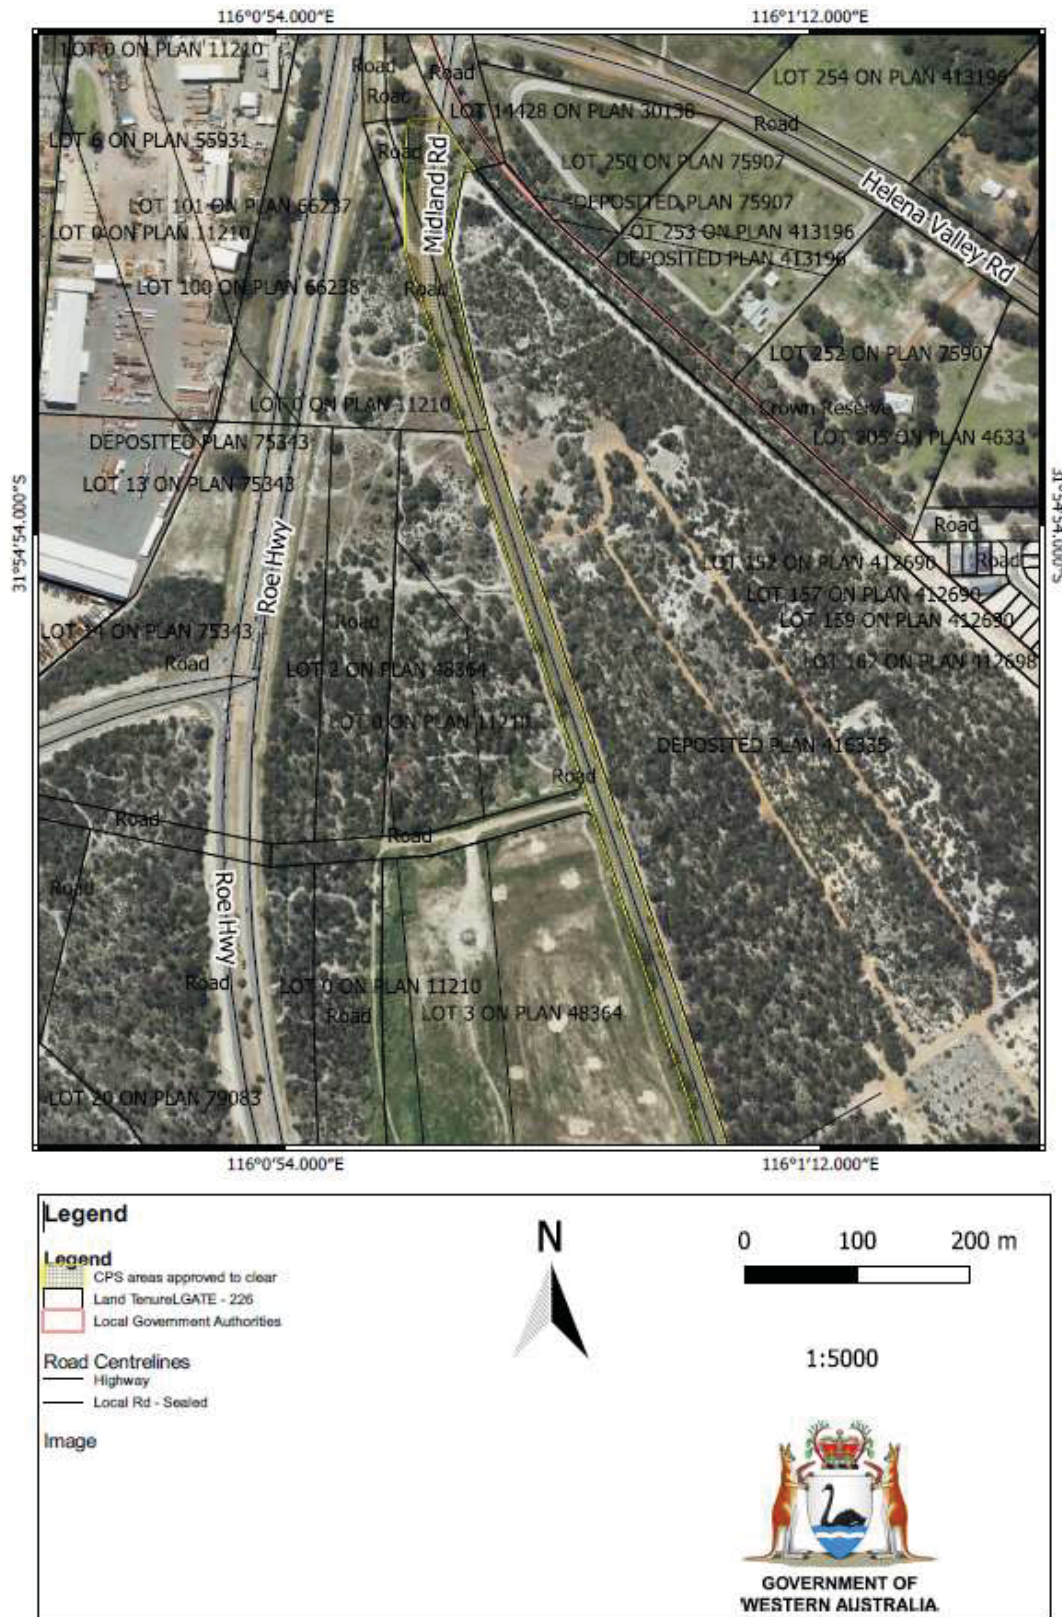 116°0'54.000"E
116°1'12.000"E
LOT 0 ON PLAN 11210
Road
Road
LOT 254 ON PLAN 413196
Road
LOT 14428 ON PLAN 30138
Road
LOT 6 ON PLAN 55931
Road
Midland Rd
LOT 250 ON PLAN 75907
Helena Valley Rd
LOT 101 ON PLAN 66237
DEPOSITED PLAN 75907
LOT 0 ON PLAN 11210
LOT 253 ON PLAN 413196
DEPOSITED PLAN 413196
LOT 100 ON PLAN 66238
Road
LOT 252 ON PLAN 75907
LOT 0 ON PLAN 11210
Crown Reserve
DEPOSITED PLAN 75343
LOT 205 ON PLAN 4633
LOT 13 ON PLAN 75343
31°54'54.000"S
31°54'54.000"S
Road
Roe Hwy
LOT 152 ON PLAN 412690
Road
LOT 157 ON PLAN 412690
LOT 159 ON PLAN 412690
LOT 14 ON PLAN 75343
Road
Road
LOT 2 ON PLAN 48364
LOT 167 ON PLAN 412698
LOT 0 ON PLAN 11210
DEPOSITED PLAN 416335
Road
Road
Road
Road
Roe Hwy
Road
LOT 0 ON PLAN 11210
Road
LOT 3 ON PLAN 48364
LOT 20 ON PLAN 79083
116°0'54.000"E
116°1'12.000"E
Legend
Legend
CPS areas approved to clear
Land TenureLGATE - 226
Local Government Authorities
Road Centrelines
Highway
Local Rd - Sealed
Image
N
0 100 200 m
1:5000
GOVERNMENT OF
WESTERN AUSTRALIA